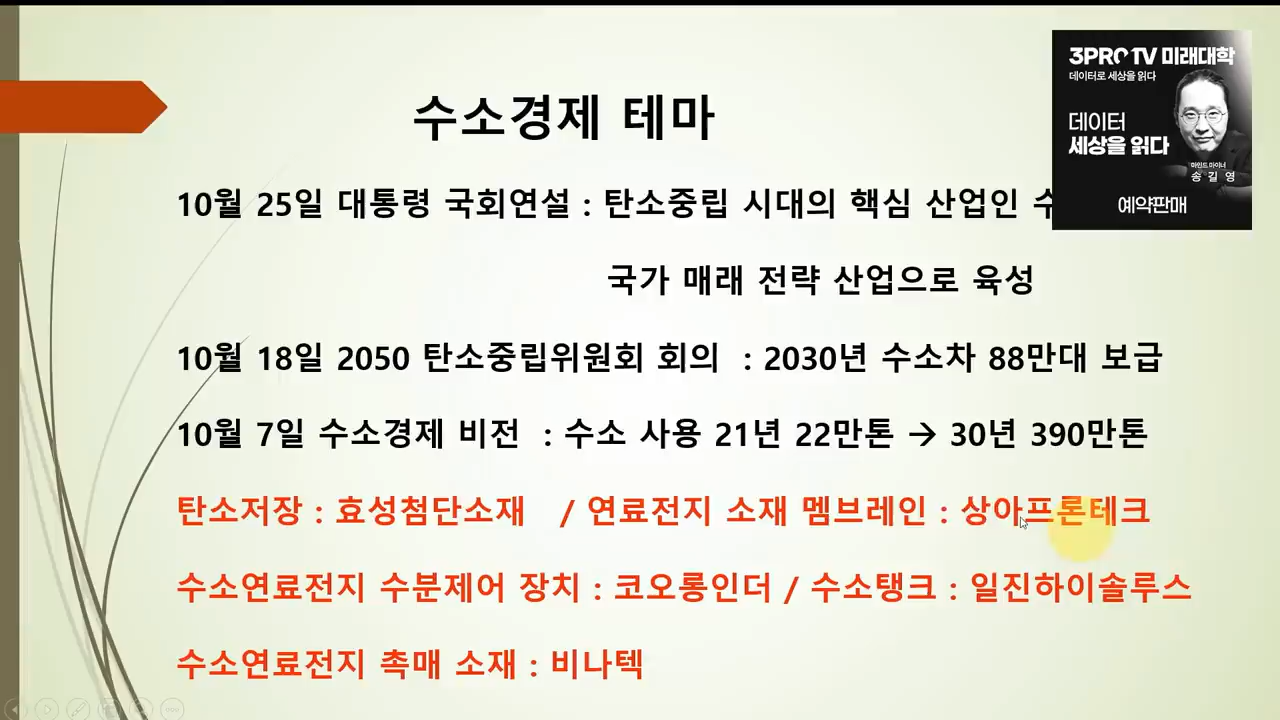 수소경제 테마
3PRO TV 미래대학
데이터로 세상을 읽다
데이터
세상을 읽다
마인드 마이너
송길영
예약판매
10월 25일 대통령 국회연설 : 탄소중립 시대의 핵심 산업인 수
국가 매래 전략 산업으로 육성
10월 18일 2050 탄소중립위원회 회의 : 2030년 수소차 88만대 보급
10월 7일 수소경제 비전 : 수소 사용 21년 22만톤 → 30년 390만톤
탄소저장 : 효성첨단소재 / 연료전지 소재 멤브레인 : 상아프론테크
수소연료전지 수분제어 장치 : 코오롱인더 / 수소탱크 : 일진하이솔루스
수소연료전지 촉매 소재 : 비나텍